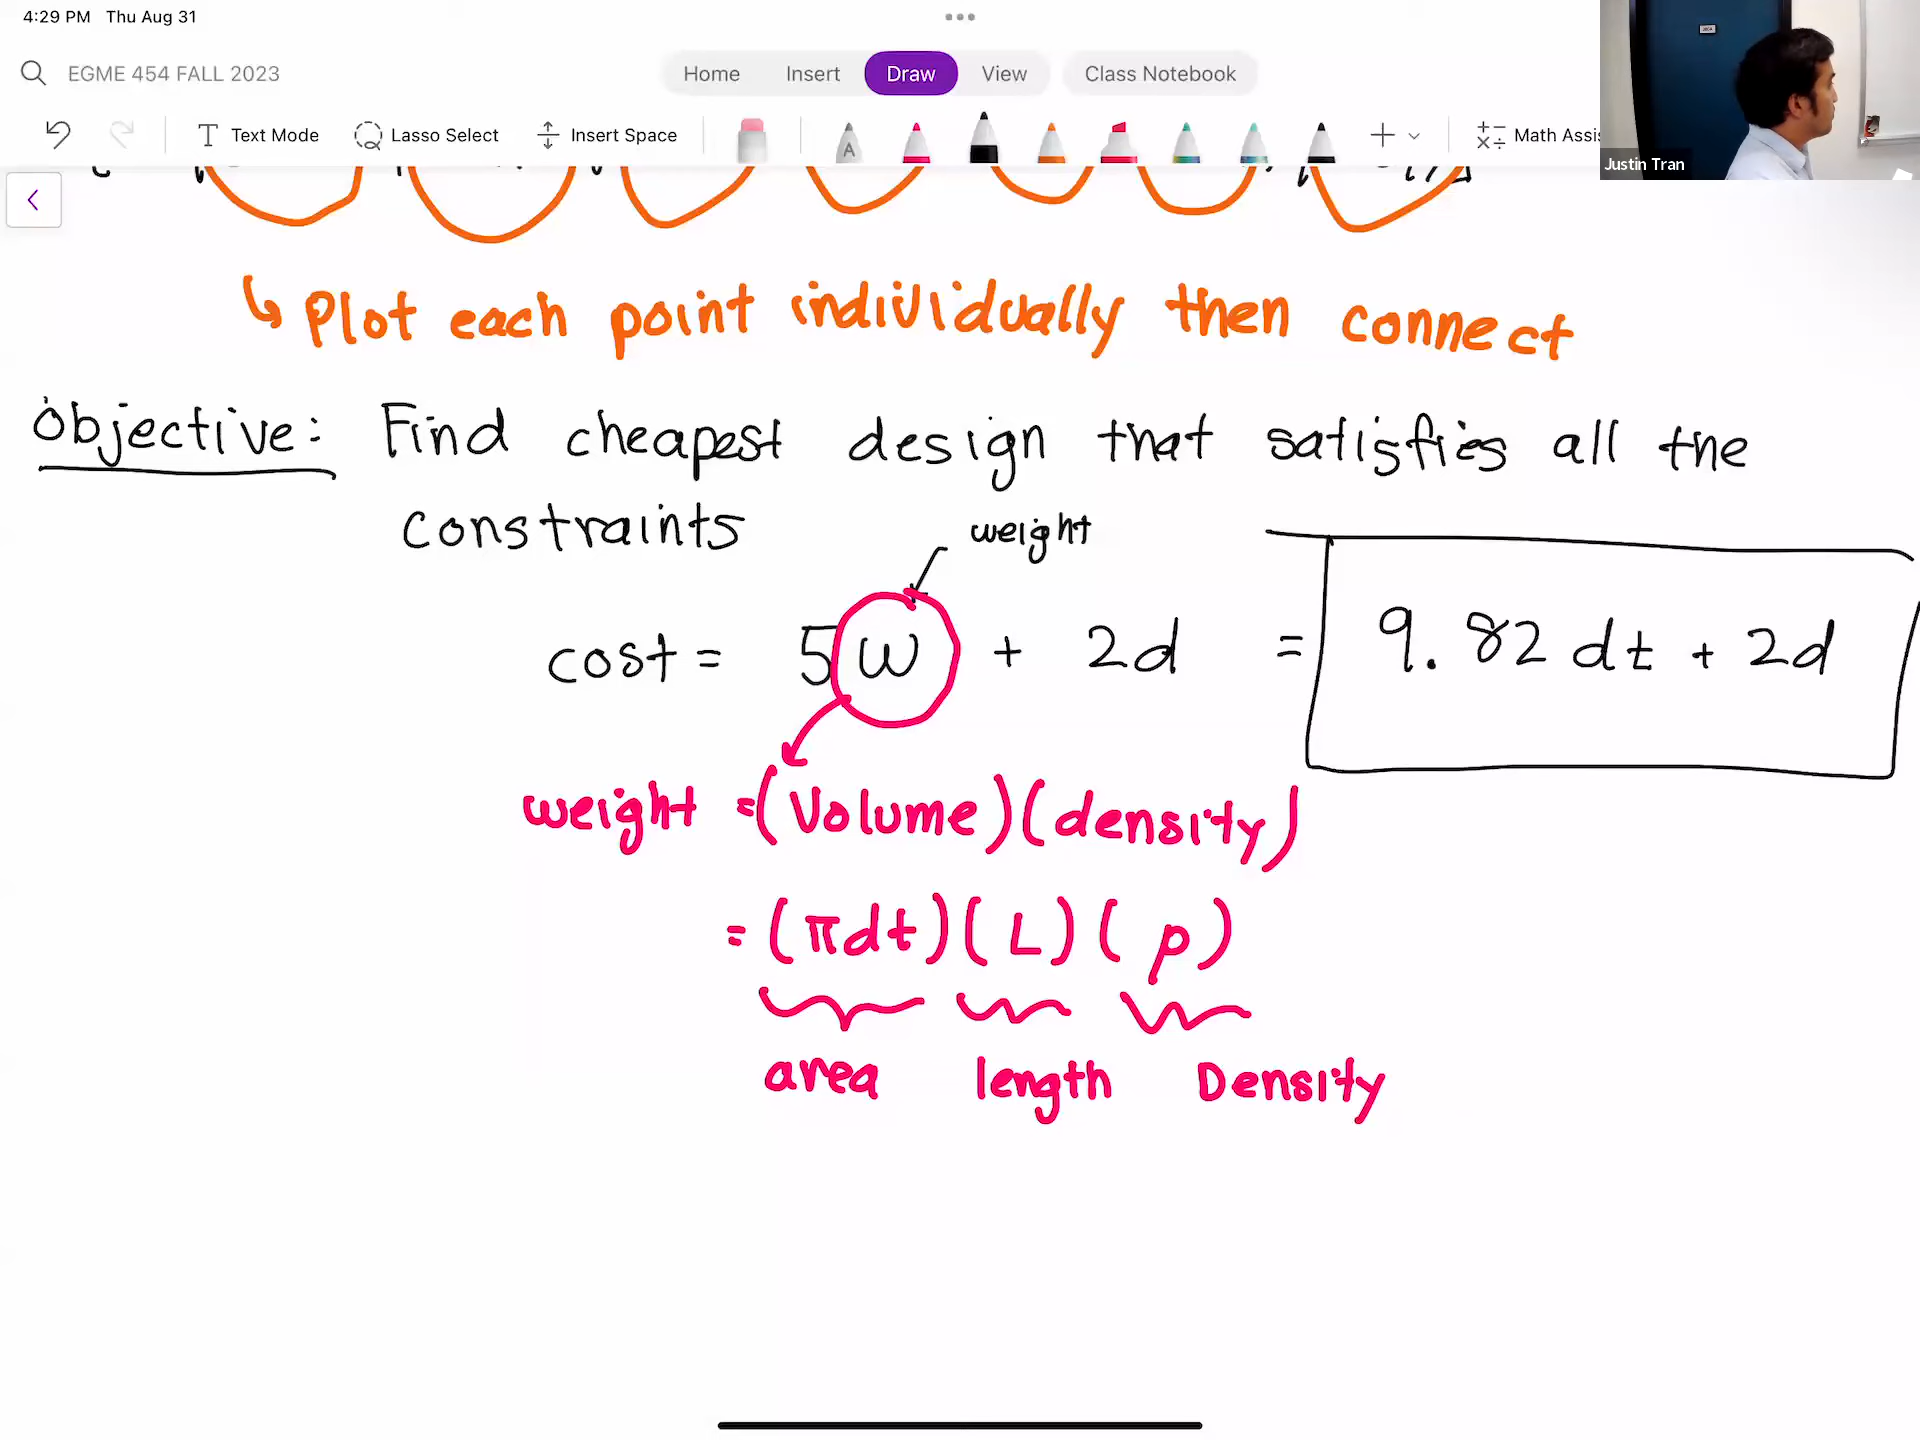 4:29 PM Thu Aug 31
EGME 454 FALL 2023
Home Insert Draw View Class Notebook
Text Mode Lasso Select Insert Space Math Assis
Justin Tran
↳ Plot each point individually then connect
Objective: Find cheapest design that satisfies all the
constraints
weight
cost = 5w + 2d = 9.82 dt + 2d
weight = (Volume)(density)
= (πdt)(L)(ρ)
area length Density